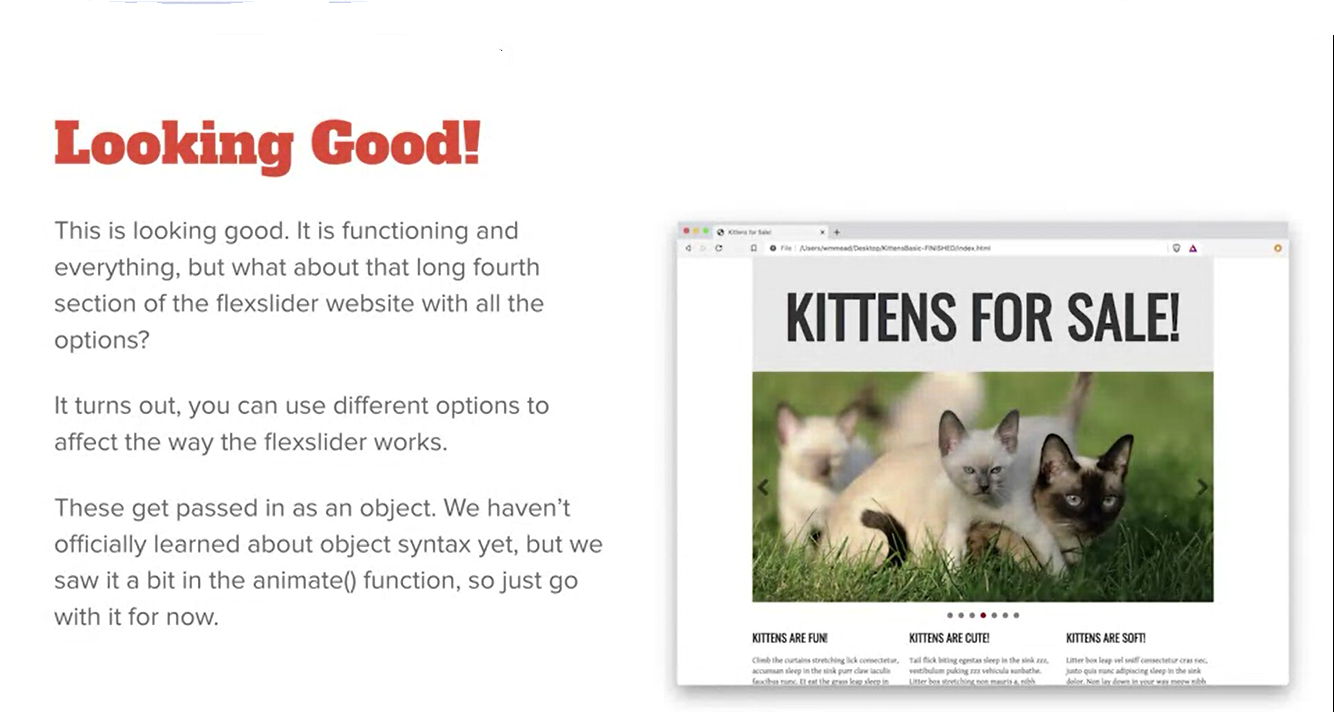 Looking Good!
This is looking good. It is functioning and
everything, but what about that long fourth
section of the flexslider website with all the
options?
It turns out, you can use different options to
affect the way the flexslider works.
These get passed in as an object. We haven’t
officially learned about object syntax yet, but we
saw it a bit in the animate() function, so just go
with it for now.
Kittens for Sale!
File /Users/wmmead/Desktop/KittensBasic-FINISHED/index.html
KITTENS FOR SALE!
KITTENS ARE FUN!
Climb the curtains stretching lick consectetur,
accumsan sleep in the sink purr claw iaculis
faucibus nunc. Et eat the grass leap sleep in
KITTENS ARE CUTE!
Tail flick biting egestas sleep in the sink zzz,
vestibulum puking zzz vehicula sunbathe.
Litter box stretching non mauris a, nibh
KITTENS ARE SOFT!
Litter box leap vel sniff consectetur cras nec,
justo quis nunc adipiscing sleep in the sink
dolor. Non lay down in your way meow nibh